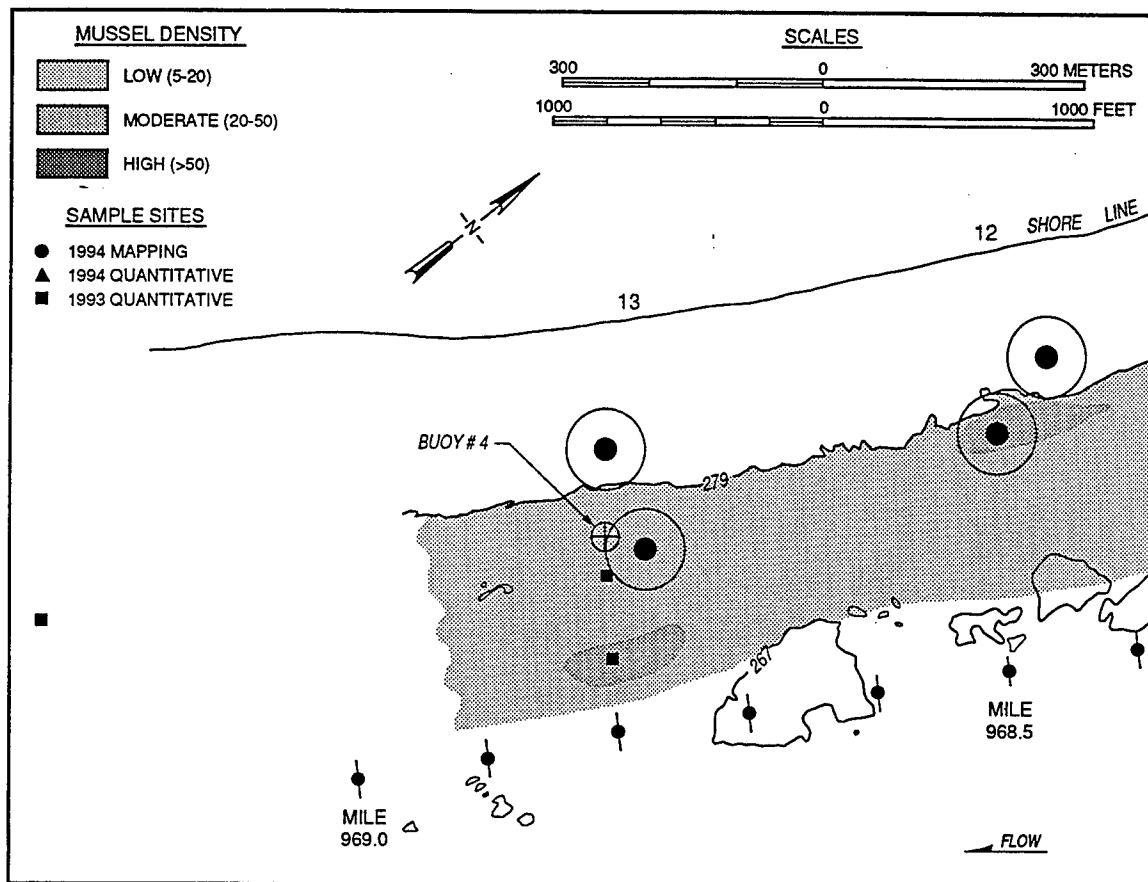 MUSSEL DENSITY
LOW (5-20)
MODERATE (20-50)
HIGH (>50)
SAMPLE SITES
1994 MAPPING
1994 QUANTITATIVE
1993 QUANTITATIVE
SCALES
300 0 300 METERS
1000 0 1000 FEET
N
12 SHORE LINE
13
BUOY # 4
279
267
MILE
968.5
MILE
969.0
FLOW